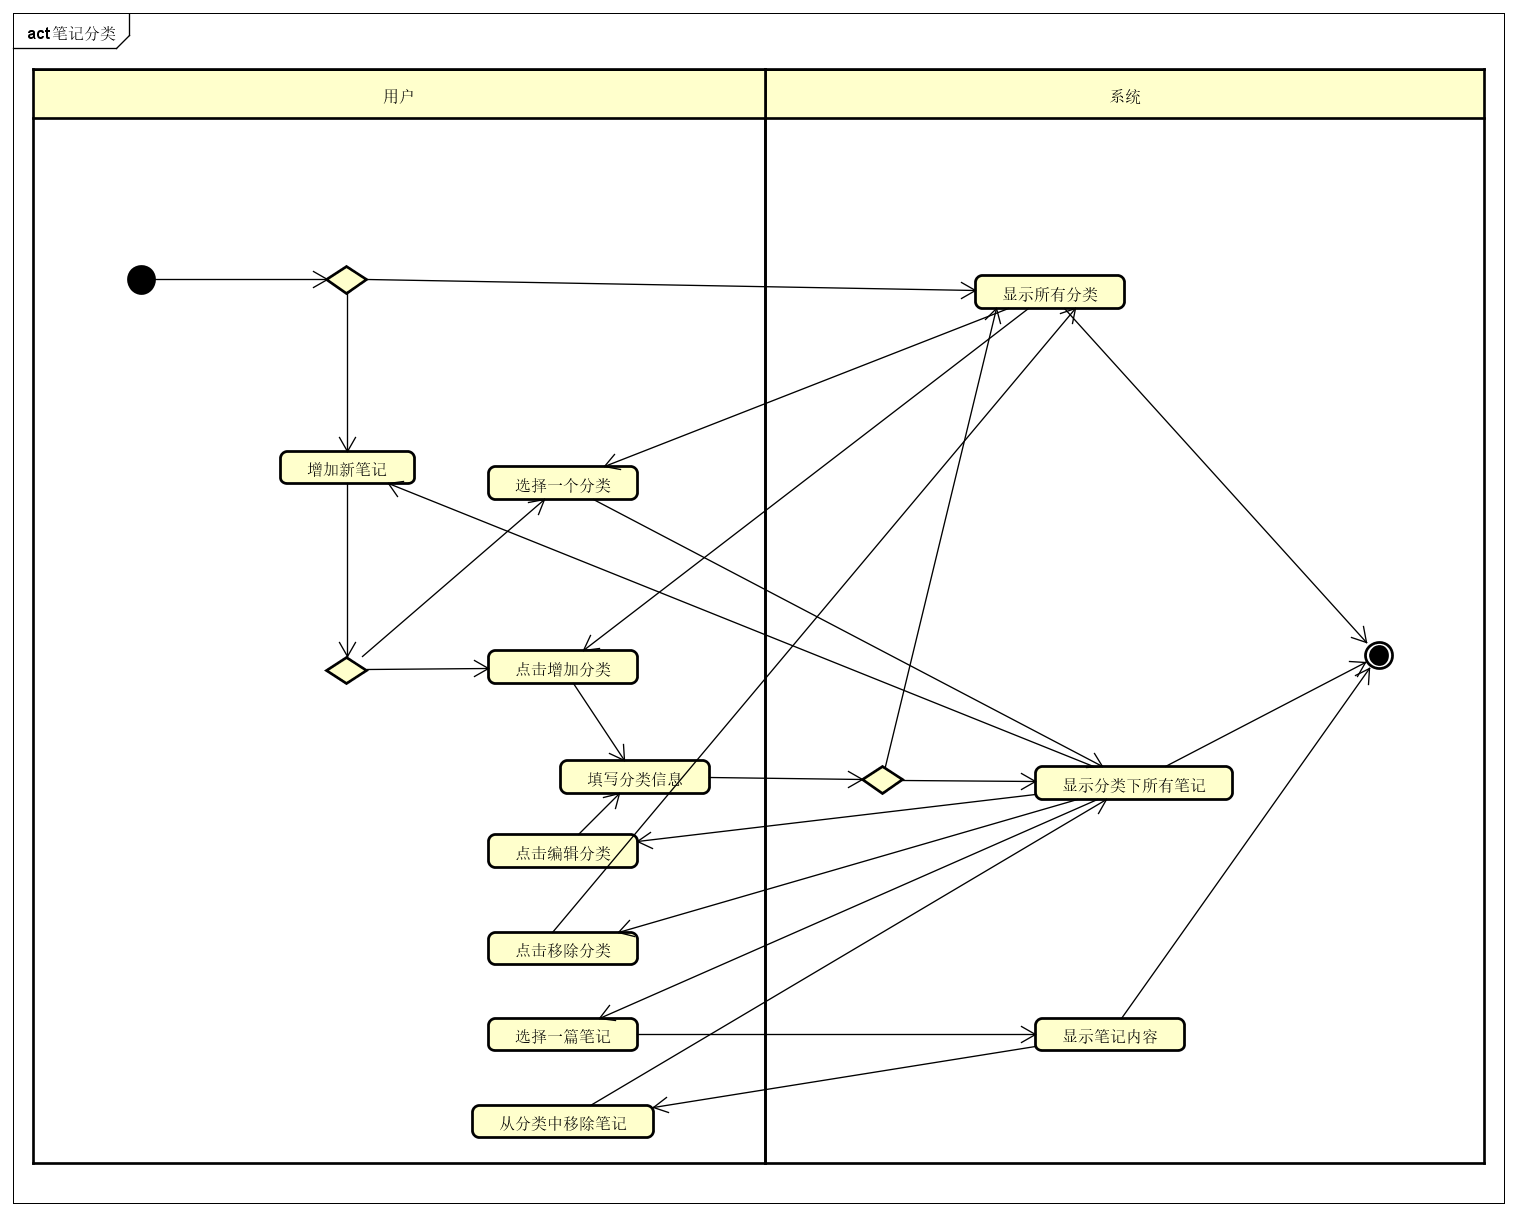 act 笔记分类
用户
系统
显示所有分类
增加新笔记
选择一个分类
点击增加分类
填写分类信息
显示分类下所有笔记
点击编辑分类
点击移除分类
选择一篇笔记
显示笔记内容
从分类中移除笔记